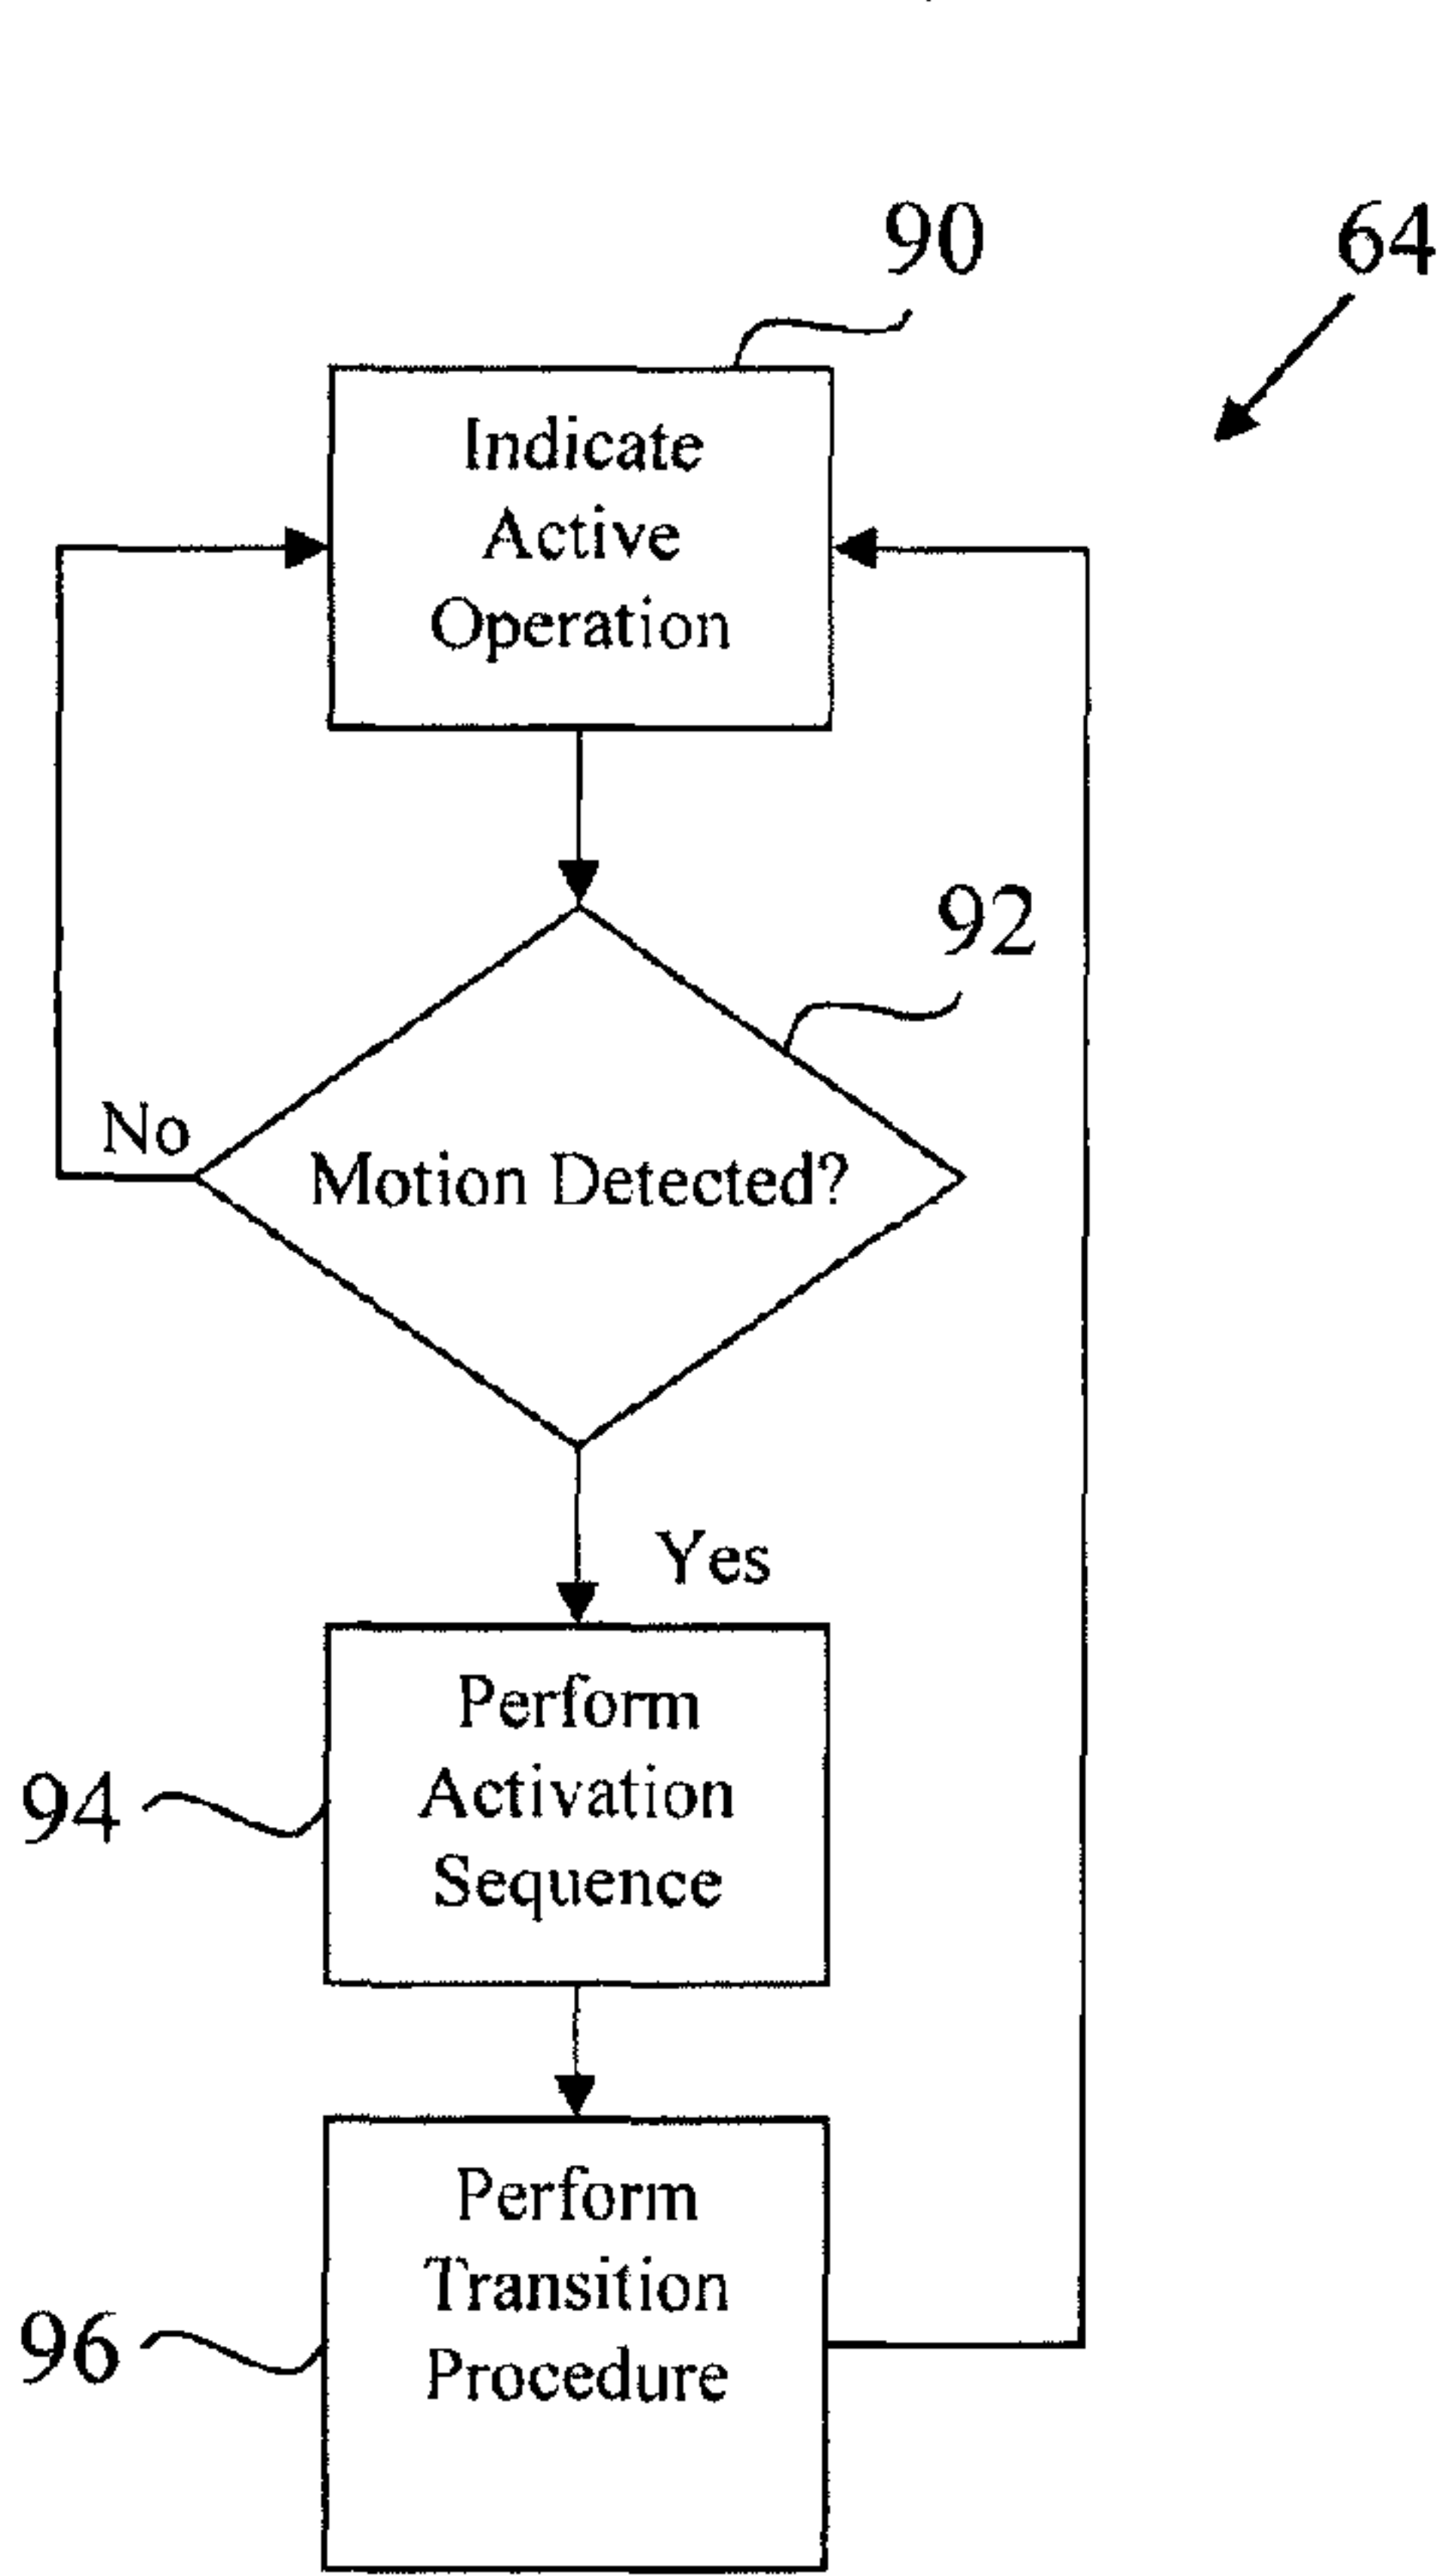 90
64
Indicate
Active
Operation
92
No
Motion Detected?
Yes
Perform
Activation
Sequence
94
Perform
Transition
Procedure
96